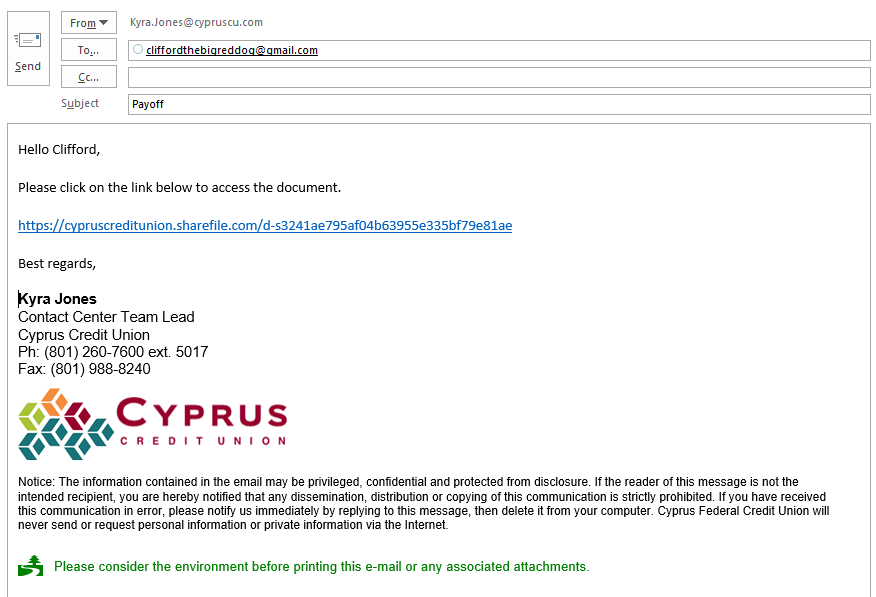 From Kyra.Jones@cypruscu.com
Send
To... cliffordthebigreddog@gmail.com
Cc...
Subject Payoff
Hello Clifford,
Please click on the link below to access the document.
https://cypruscreditunion.sharefile.com/d-s3241ae795af04b63955e335bf79e81ae
Best regards,
Kyra Jones
Contact Center Team Lead
Cyprus Credit Union
Ph: (801) 260-7600 ext. 5017
Fax: (801) 988-8240
CYPRUS
CREDIT UNION
Notice: The information contained in the email may be privileged, confidential and protected from disclosure. If the reader of this message is not the
intended recipient, you are hereby notified that any dissemination, distribution or copying of this communication is strictly prohibited. If you have received
this communication in error, please notify us immediately by replying to this message, then delete it from your computer. Cyprus Federal Credit Union will
never send or request personal information or private information via the Internet.
Please consider the environment before printing this e-mail or any associated attachments.